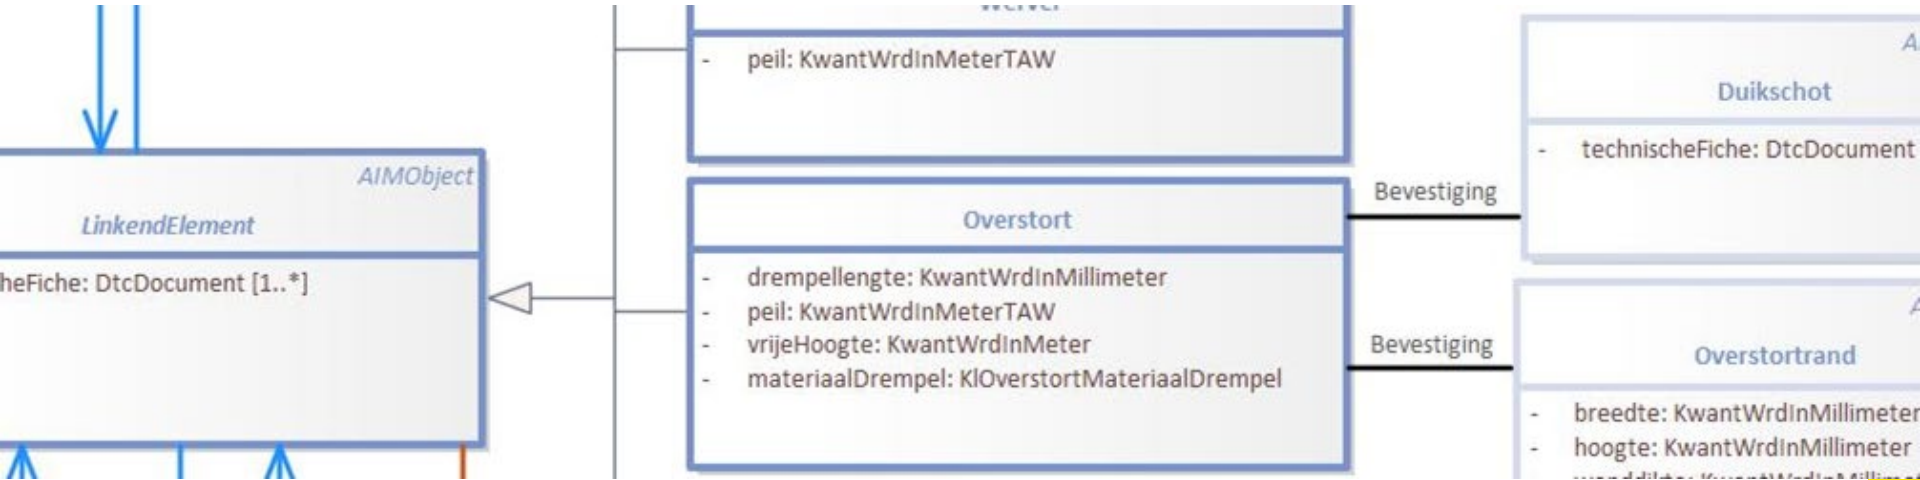 peil: KwantWrdInMeterTAW
AIMObject
LinkendElement
heFiche: DtcDocument [1..*]
Overstort
- drempellengte: KwantWrdInMillimeter
- peil: KwantWrdInMeterTAW
- vrijeHoogte: KwantWrdInMeter
- materiaalDrempel: KlOverstortMateriaalDrempel
Bevestiging
Bevestiging
Duikschot
- technischeFiche: DtcDocument
Overstortrand
- breedte: KwantWrdInMillimeter
- hoogte: KwantWrdInMillimeter